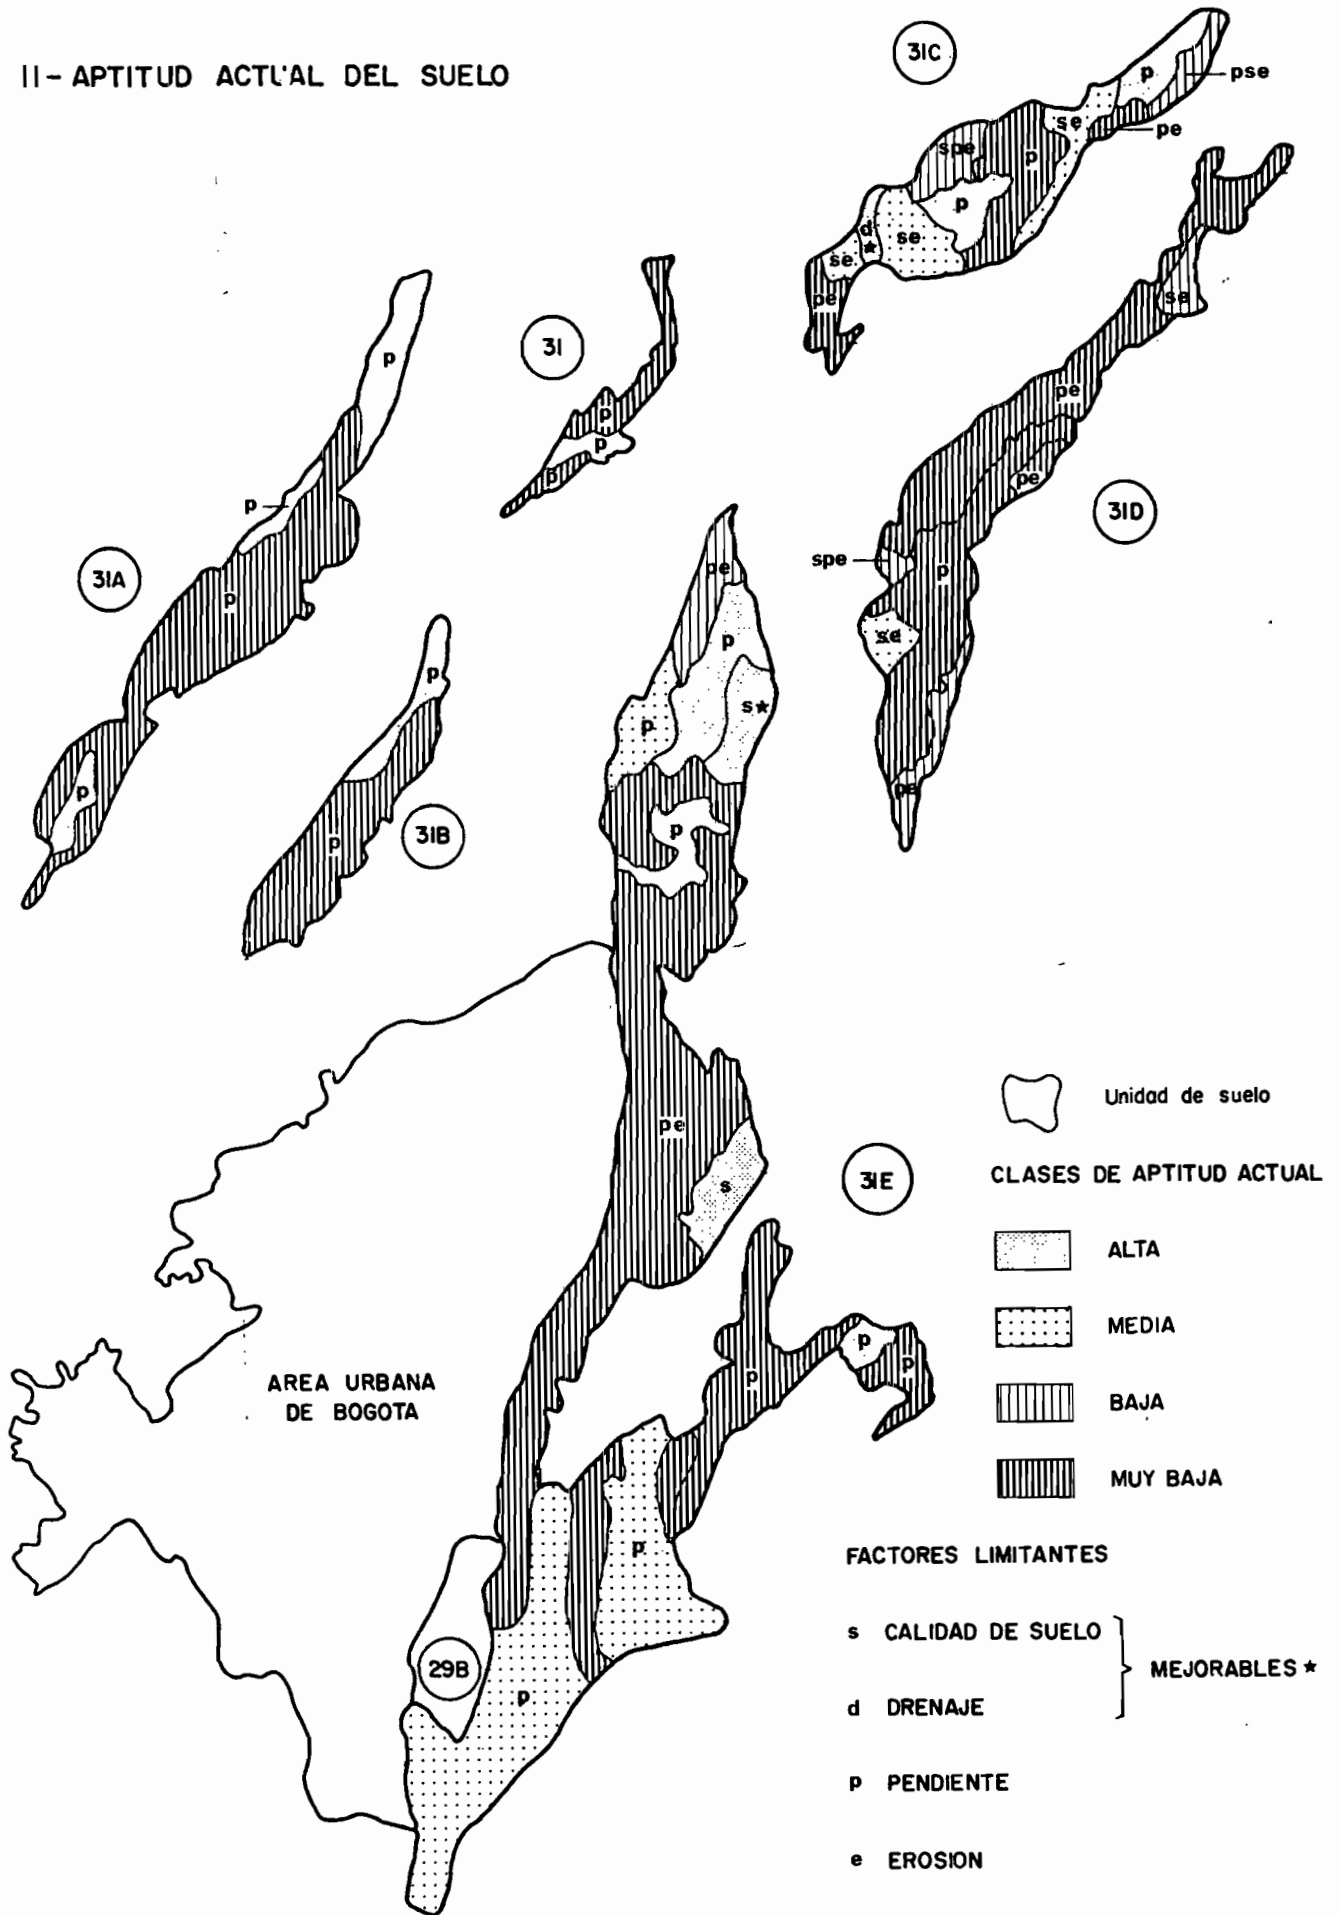 II- APTITUD ACTUAL DEL SUELO
31C
p
pse
se
pe
spe
p
p
d
★
se
se
pe
31
p
p
p
31A
p
p
p
p
31B
p
p
31D
se
pe
pe
spe
p
se
s
pe
pe
p
s★
p
p
pe
s
31E
p
p
p
p
p
29B
AREA URBANA
DE BOGOTA
Unidad de suelo
CLASES DE APTITUD ACTUAL
ALTA
MEDIA
BAJA
MUY BAJA
FACTORES LIMITANTES
s CALIDAD DE SUELO
MEJORABLES ★
d DRENAJE
p PENDIENTE
e EROSION